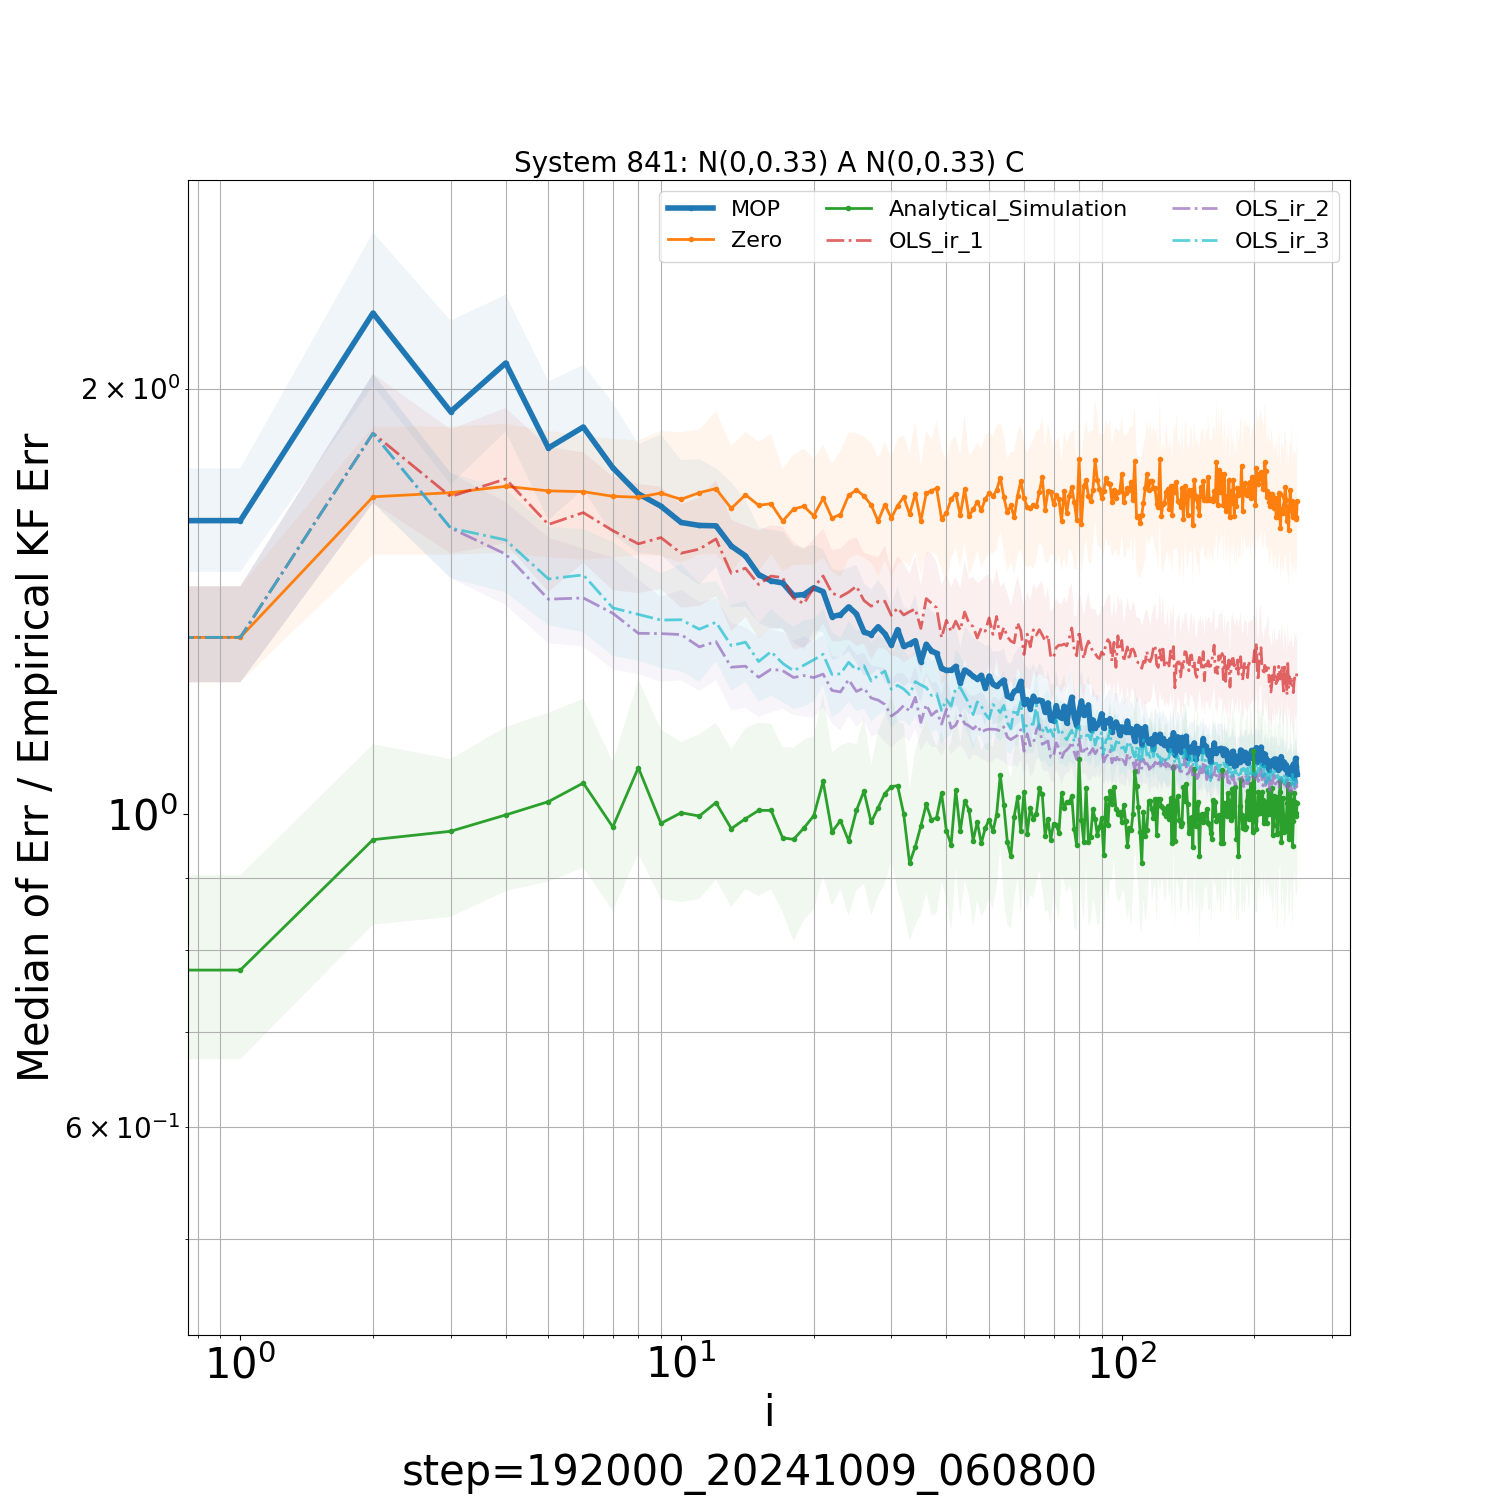 System 841: N(0,0.33) A N(0,0.33) C
MOP
Zero
Analytical_Simulation
OLS_ir_1
OLS_ir_2
OLS_ir_3
Median of Err / Empirical KF Err
2 × 10⁰
10⁰
6 × 10⁻¹
10⁰ 10¹ 10²
i
step=192000_20241009_060800